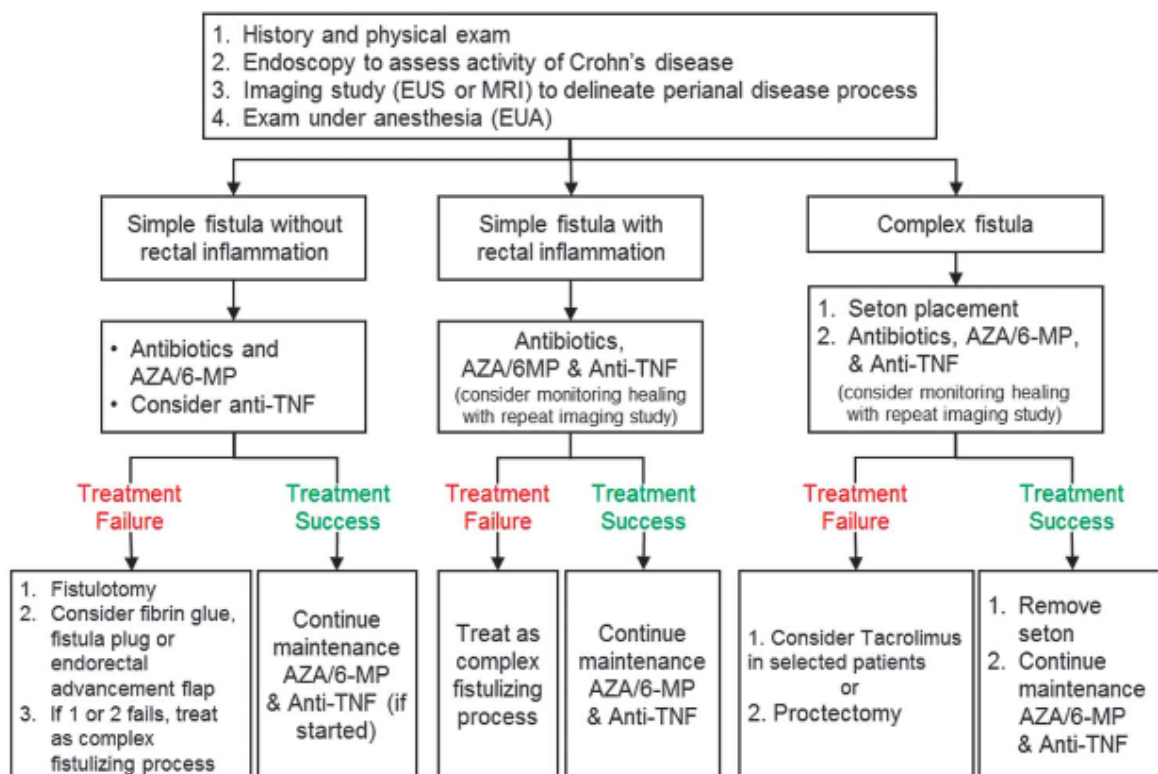 1. History and physical exam
2. Endoscopy to assess activity of Crohn's disease
3. Imaging study (EUS or MRI) to delineate perianal disease process
4. Exam under anesthesia (EUA)
Simple fistula without
rectal inflammation
Simple fistula with
rectal inflammation
Complex fistula
• Antibiotics and
AZA/6-MP
• Consider anti-TNF
Antibiotics,
AZA/6MP & Anti-TNF
(consider monitoring healing
with repeat imaging study)
1. Seton placement
2. Antibiotics, AZA/6-MP,
& Anti-TNF
(consider monitoring healing
with repeat imaging study)
Treatment
Failure
Treatment
Success
Treatment
Failure
Treatment
Success
Treatment
Failure
Treatment
Success
1. Fistulotomy
2. Consider fibrin glue,
fistula plug or
endorectal
advancement flap
3. If 1 or 2 fails, treat
as complex
fistulizing process
Continue
maintenance
AZA/6-MP
& Anti-TNF (if
started)
Treat as
complex
fistulizing
process
Continue
maintenance
AZA/6-MP
& Anti-TNF
1. Consider Tacrolimus
in selected patients
or
2. Proctectomy
1. Remove
seton
2. Continue
maintenance
AZA/6-MP
& Anti-TNF